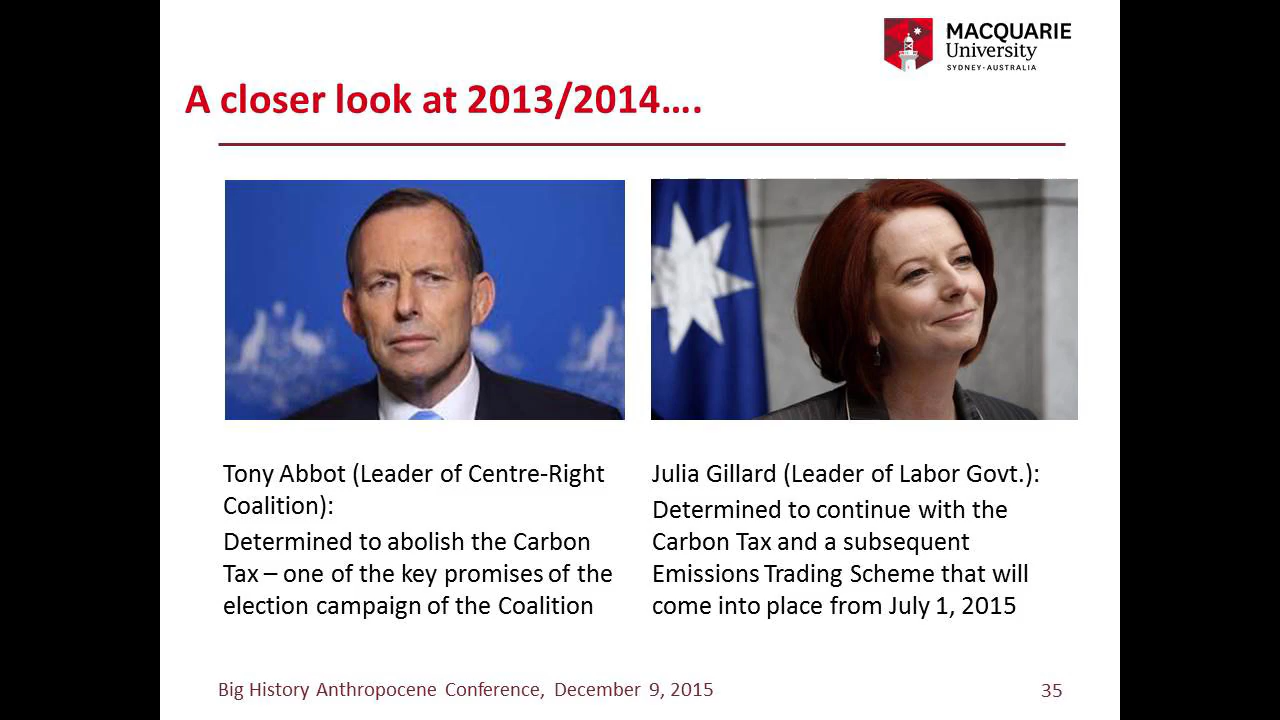 MACQUARIE
University
SYDNEY·AUSTRALIA
A closer look at 2013/2014….
Tony Abbot (Leader of Centre-Right
Coalition):
Determined to abolish the Carbon
Tax – one of the key promises of the
election campaign of the Coalition
Julia Gillard (Leader of Labor Govt.):
Determined to continue with the
Carbon Tax and a subsequent
Emissions Trading Scheme that will
come into place from July 1, 2015
Big History Anthropocene Conference, December 9, 2015
35